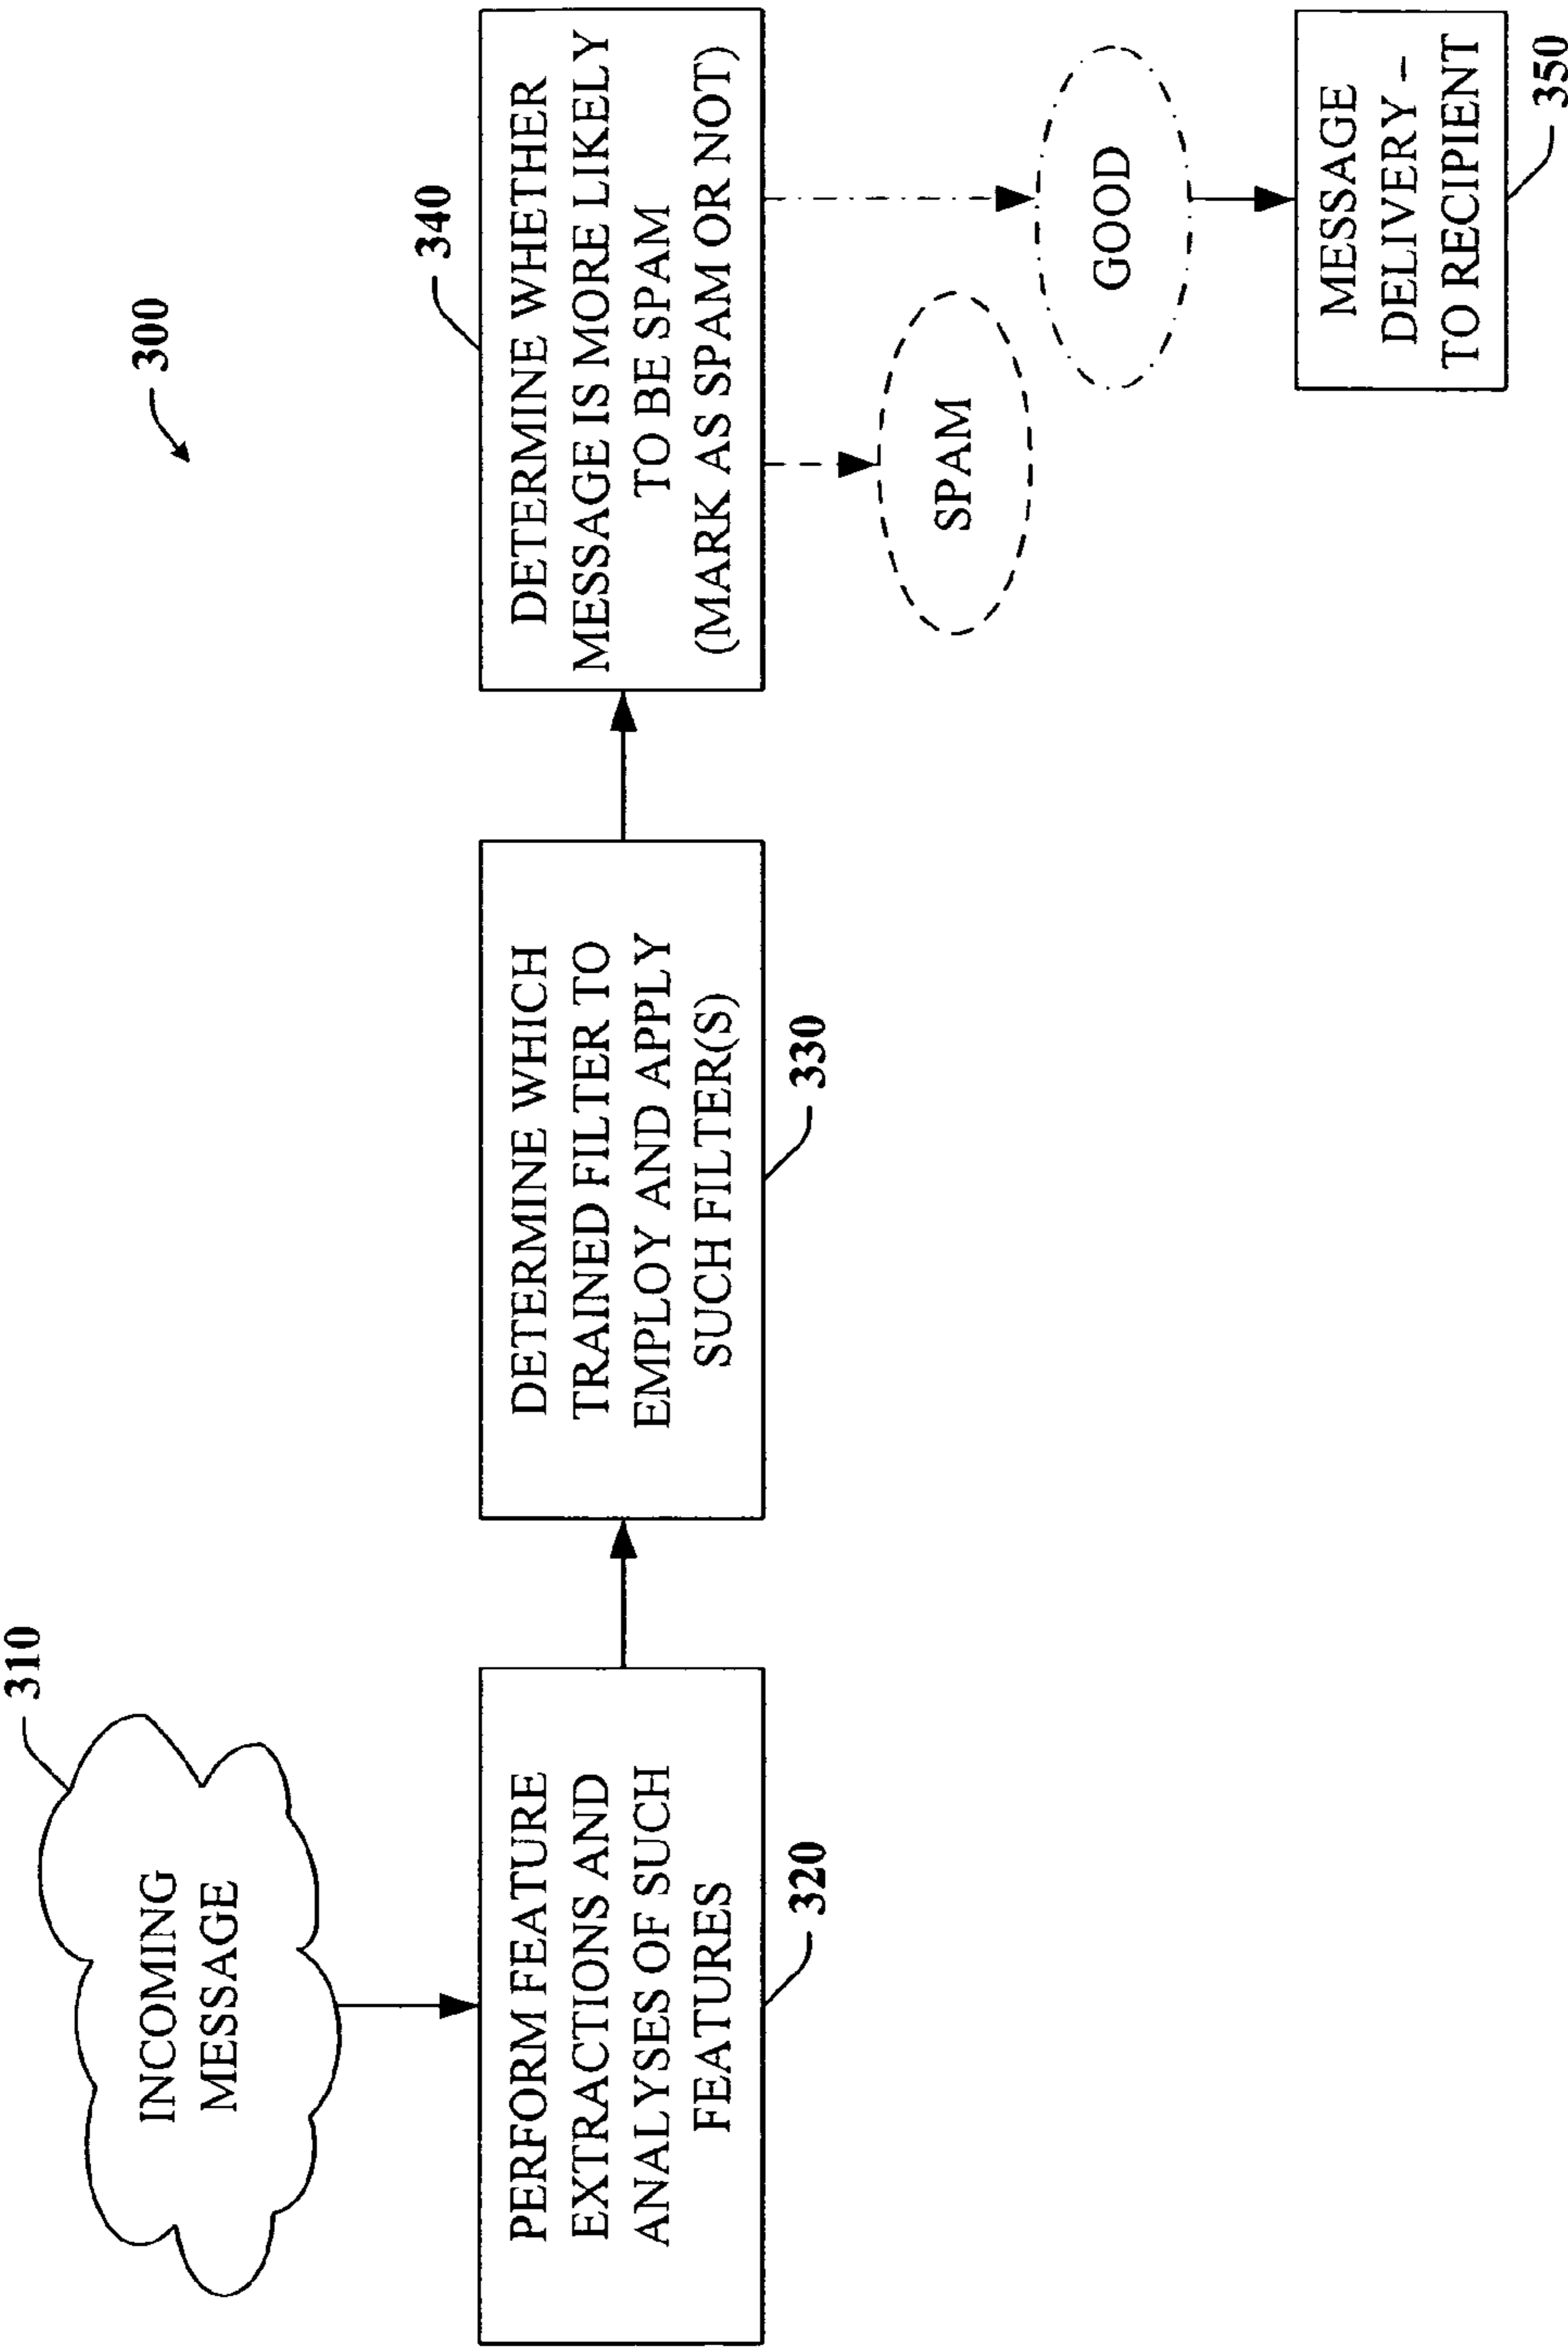 300
310
INCOMING
MESSAGE
PERFORM FEATURE
EXTRACTIONS AND
ANALYSES OF SUCH
FEATURES
320
DETERMINE WHICH
TRAINED FILTER TO
EMPLOY AND APPLY
SUCH FILTER(S)
330
340
DETERMINE WHETHER
MESSAGE IS MORE LIKELY
TO BE SPAM
(MARK AS SPAM OR NOT)
SPAM
GOOD
MESSAGE
DELIVERY –
TO RECIPIENT
350